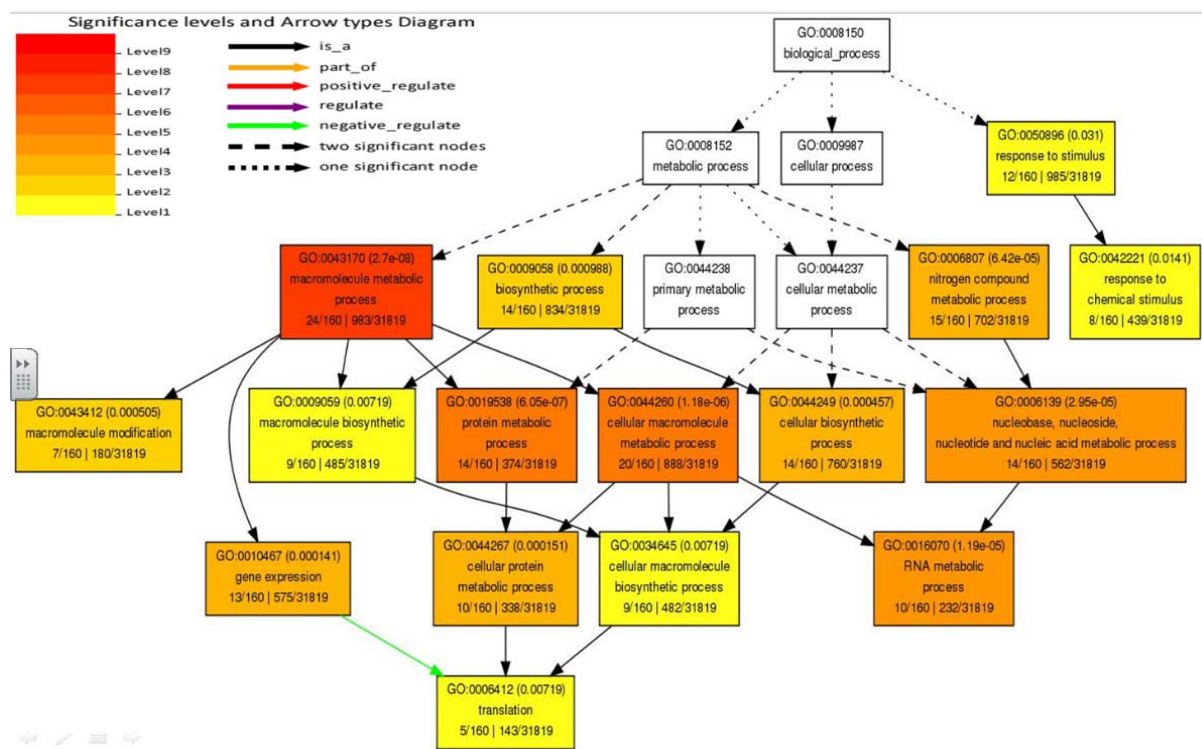 Significance levels and Arrow types Diagram
Level9
Level8
Level7
Level6
Level5
Level4
Level3
Level2
Level1
is_a
part_of
positive_regulate
regulate
negative_regulate
two significant nodes
one significant node
GO:0008150
biological_process
GO:0008152
metabolic process
GO:0009987
cellular process
GO:0050896 (0.031)
response to stimulus
12/160 | 985/31819
GO:0043170 (2.7e-08)
macromolecule metabolic
process
24/160 | 983/31819
GO:0009058 (0.000988)
biosynthetic process
14/160 | 834/31819
GO:0044238
primary metabolic
process
GO:0044237
cellular metabolic
process
GO:0006807 (6.42e-05)
nitrogen compound
metabolic process
15/160 | 702/31819
GO:0042221 (0.0141)
response to
chemical stimulus
8/160 | 439/31819
GO:0043412 (0.000505)
macromolecule modification
7/160 | 180/31819
GO:0009059 (0.00719)
macromolecule biosynthetic
process
9/160 | 485/31819
GO:0019538 (6.05e-07)
protein metabolic
process
14/160 | 374/31819
GO:0044260 (1.18e-06)
cellular macromolecule
metabolic process
20/160 | 888/31819
GO:0044249 (0.000457)
cellular biosynthetic
process
14/160 | 760/31819
GO:0006139 (2.95e-05)
nucleobase, nucleoside,
nucleotide and nucleic acid metabolic process
14/160 | 562/31819
GO:0010467 (0.000141)
gene expression
13/160 | 575/31819
GO:0044267 (0.000151)
cellular protein
metabolic process
10/160 | 338/31819
GO:0034645 (0.00719)
cellular macromolecule
biosynthetic process
9/160 | 482/31819
GO:0016070 (1.19e-05)
RNA metabolic
process
10/160 | 232/31819
GO:0006412 (0.00719)
translation
5/160 | 143/31819